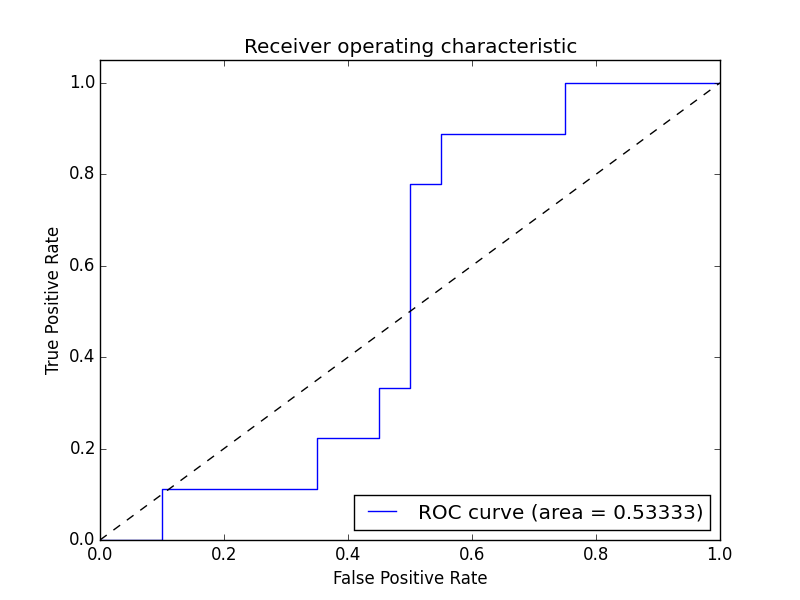 Receiver operating characteristic
True Positive Rate
1.0
0.8
0.6
0.4
0.2
0.0
ROC curve (area = 0.53333)
0.0 0.2 0.4 0.6 0.8 1.0
False Positive Rate